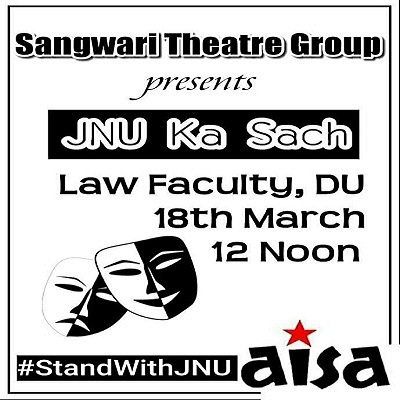 Sangwari Theatre Group
presents
JNU Ka Sach
Law Faculty, DU
18th March
12 Noon
#StandWithJNU
aisa